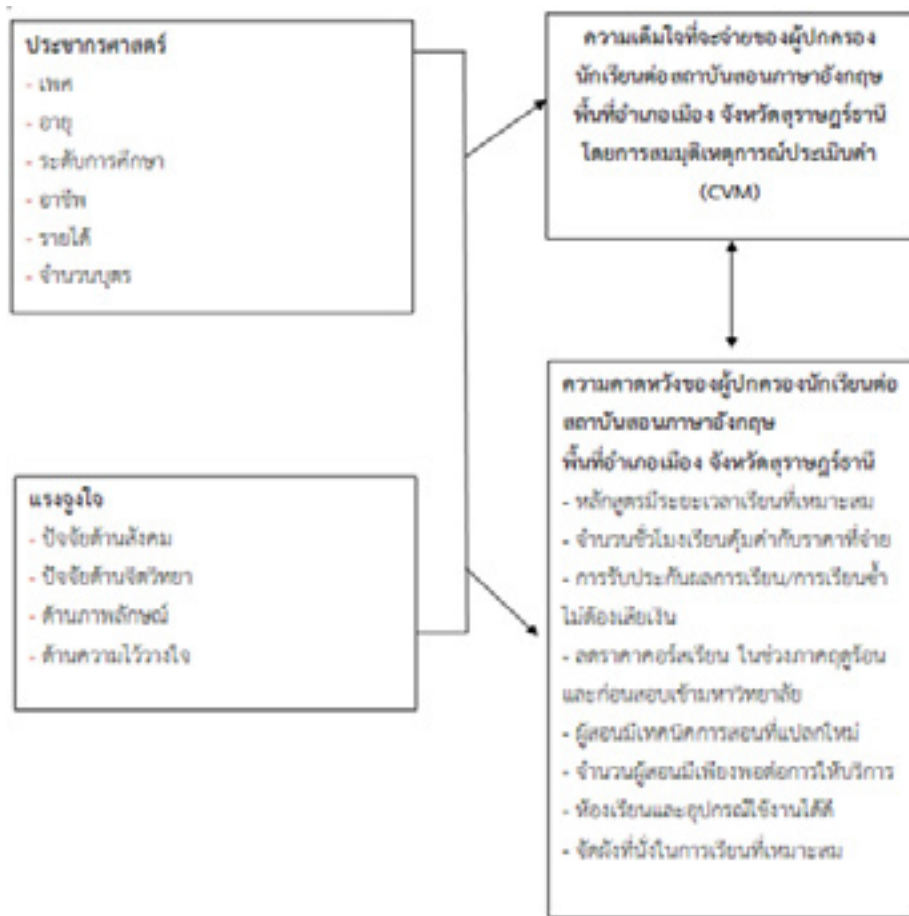 ประชากรศาสตร์
- เพศ
- อายุ
- ระดับการศึกษา
- อาชีพ
- รายได้
- จำนวนบุตร
แรงจูงใจ
- ปัจจัยด้านสังคม
- ปัจจัยด้านจิตวิทยา
- ด้านภาพลักษณ์
- ด้านความไว้วางใจ
ความเต็มใจที่จะจ่ายของผู้ปกครอง
นักเรียนต่อสถาบันสอนภาษาอังกฤษ
พื้นที่อำเภอเมือง จังหวัดสุราษฎร์ธานี
โดยการสมมุติเหตุการณ์ประเมินค่า
(CVM)
ความคาดหวังของผู้ปกครองนักเรียนต่อ
สถาบันสอนภาษาอังกฤษ
พื้นที่อำเภอเมือง จังหวัดสุราษฎร์ธานี
- หลักสูตรมีระยะเวลาเรียนที่เหมาะสม
- จำนวนชั่วโมงเรียนคุ้มค่ากับราคาที่จ่าย
- การรับประกันผลการเรียน/การเรียนซ้ำ
ไม่ต้องเสียเงิน
- ลดราคาคอร์สเรียน ในช่วงภาคฤดูร้อน
และก่อนสอบเข้ามหาวิทยาลัย
- ผู้สอนมีเทคนิคการสอนที่แปลกใหม่
- จำนวนผู้สอนมีเพียงพอต่อการให้บริการ
- ห้องเรียนและอุปกรณ์ใช้งานได้ดี
- จัดผังที่นั่งในการเรียนที่เหมาะสม